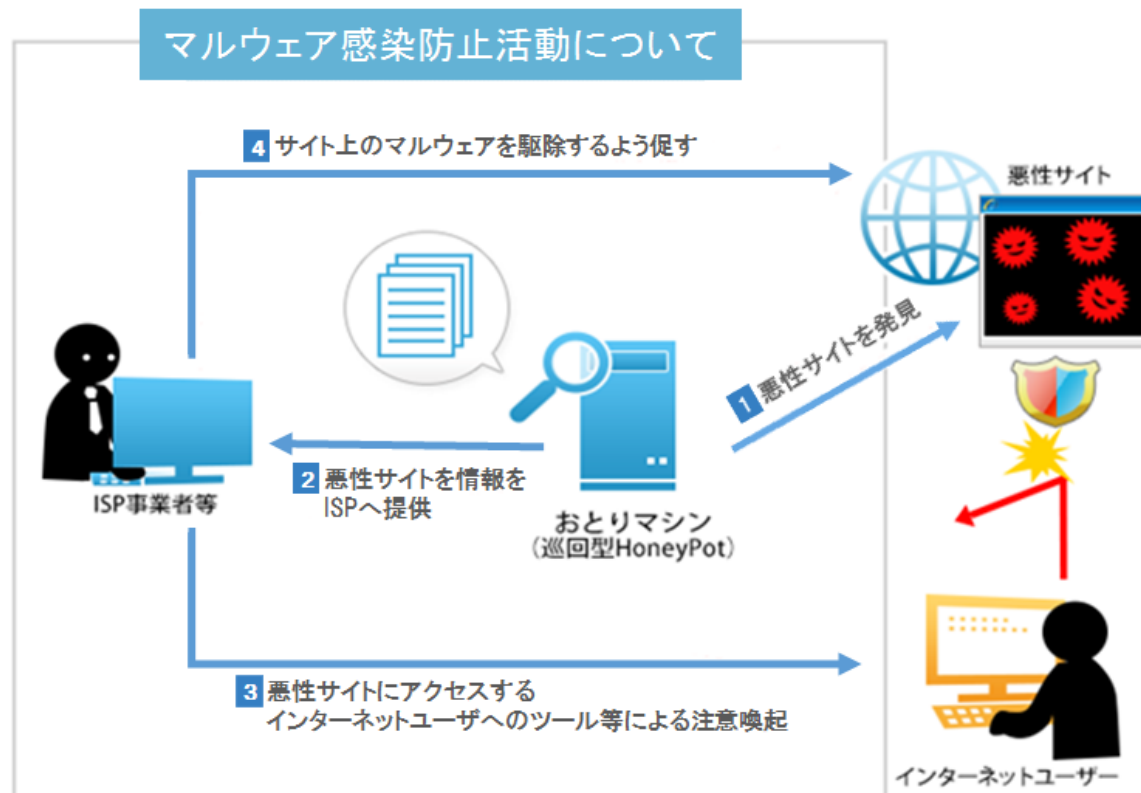 マルウェア感染防止活動について
4 サイト上のマルウェアを駆除するよう促す
悪性サイト
1 悪性サイトを発見
2 悪性サイトを情報を
ISPへ提供
ISP事業者等
おとりマシン
(巡回型HoneyPot)
3 悪性サイトにアクセスする
インターネットユーザへのツール等による注意喚起
インターネットユーザー